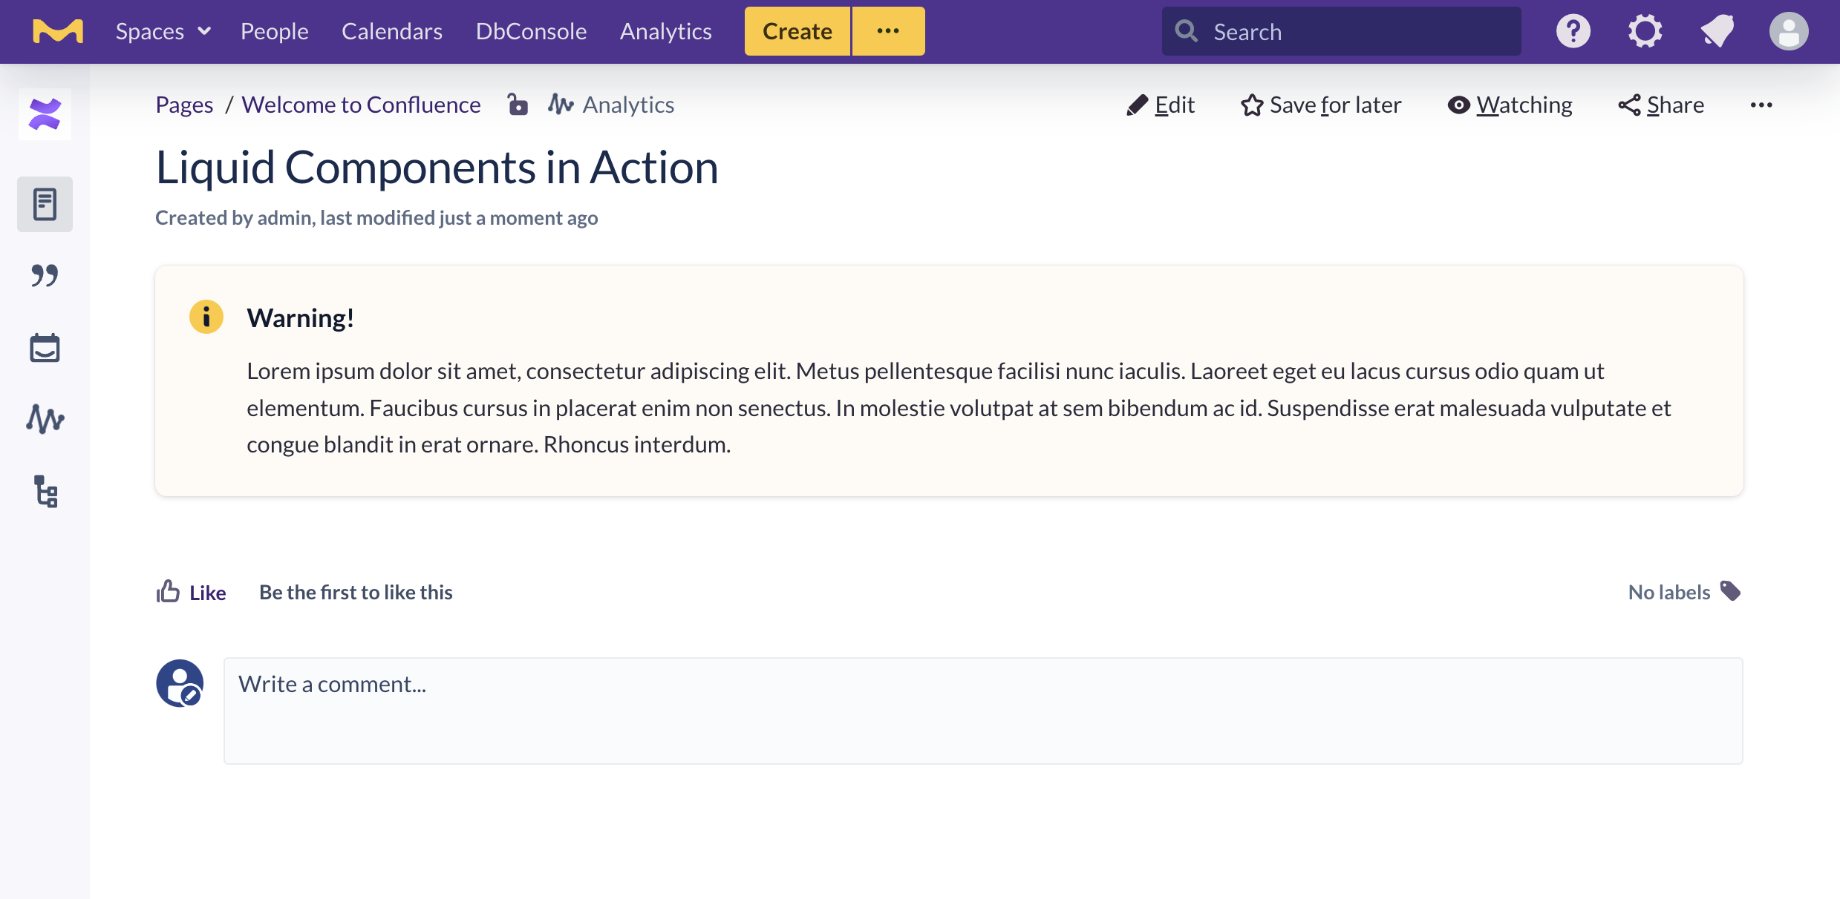 Spaces People Calendars DbConsole Analytics Create ... Search
Pages / Welcome to Confluence Analytics Edit Save for later Watching Share ...
Liquid Components in Action
Created by admin, last modified just a moment ago
Warning!
Lorem ipsum dolor sit amet, consectetur adipiscing elit. Metus pellentesque facilisi nunc iaculis. Laoreet eget eu lacus cursus odio quam ut
elementum. Faucibus cursus in placerat enim non senectus. In molestie volutpat at sem bibendum ac id. Suspendisse erat malesuada vulputate et
congue blandit in erat ornare. Rhoncus interdum.
Like Be the first to like this No labels
Write a comment...